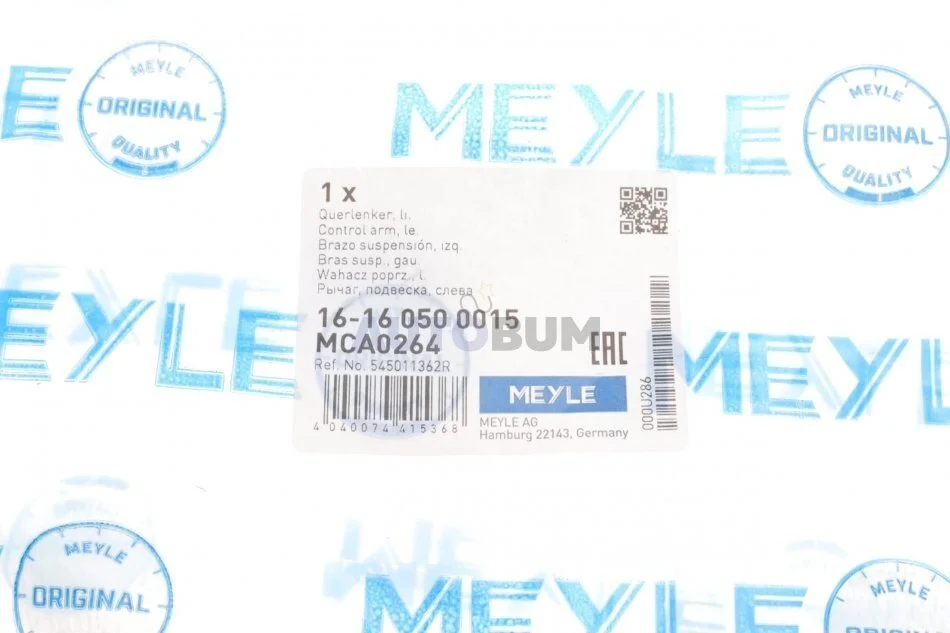 E
MEYLE
ORIGINAL
QUALITY
MEYLE
MEYLE
ORIGINAL
QUALITY
1 x
Querlenker, li.
Control arm, le.
Brazo suspensión, izq.
Bras susp., gau.
Wahacz poprz., l.
Рычаг, подвеска, слева
16-16 050 0015
AUTOBUM
MCA0264
EAC
Ref. No. 545011362R
4 040074 415368
MEYLE
MEYLE AG
Hamburg 22143, Germany
000U286
EYLE
MEYLE
MEYLE
ORIGINAL
MEYLE
MEYLE
ORIGINAL